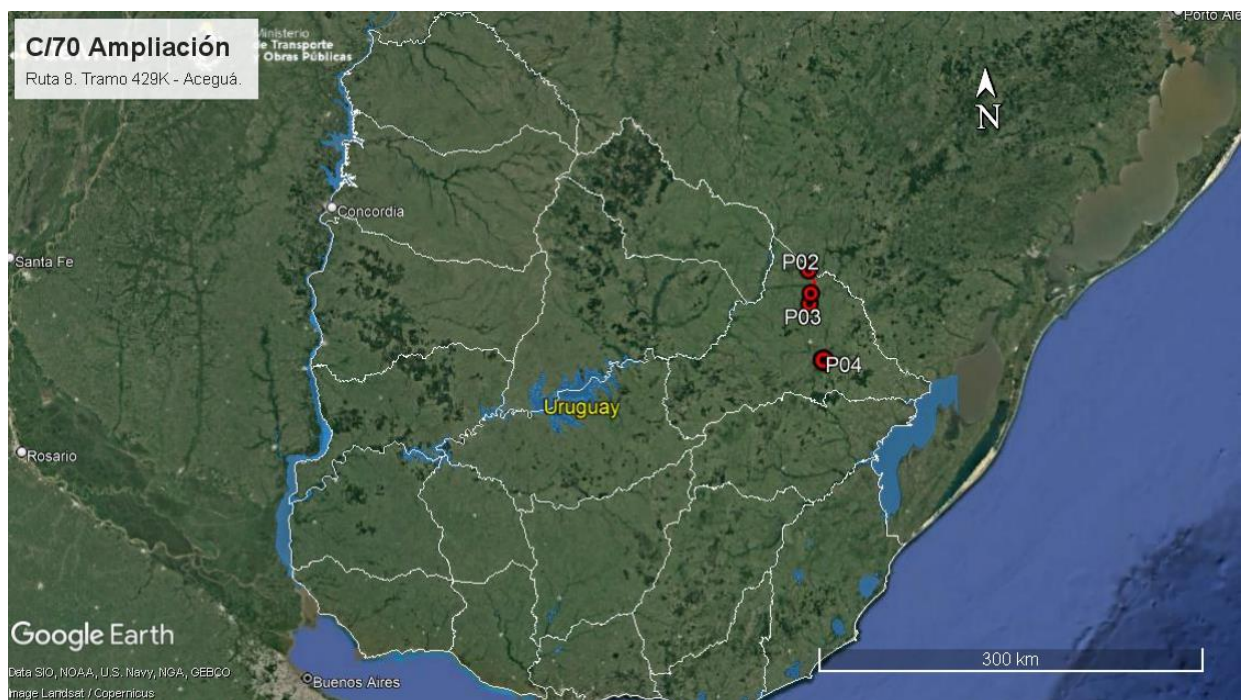 C/70 Ampliación
Ruta 8. Tramo 429K - Aceguá.
Ministerio
de Transporte
y Obras Públicas
Porto Ale
N
Concordia
Santa Fe
P02
P03
P04
Uruguay
Rosario
Google Earth
300 km
Data SIO, NOAA, U.S. Navy, NGA, GEBCO
Buenos Aires
Image Landsat / Copernicus